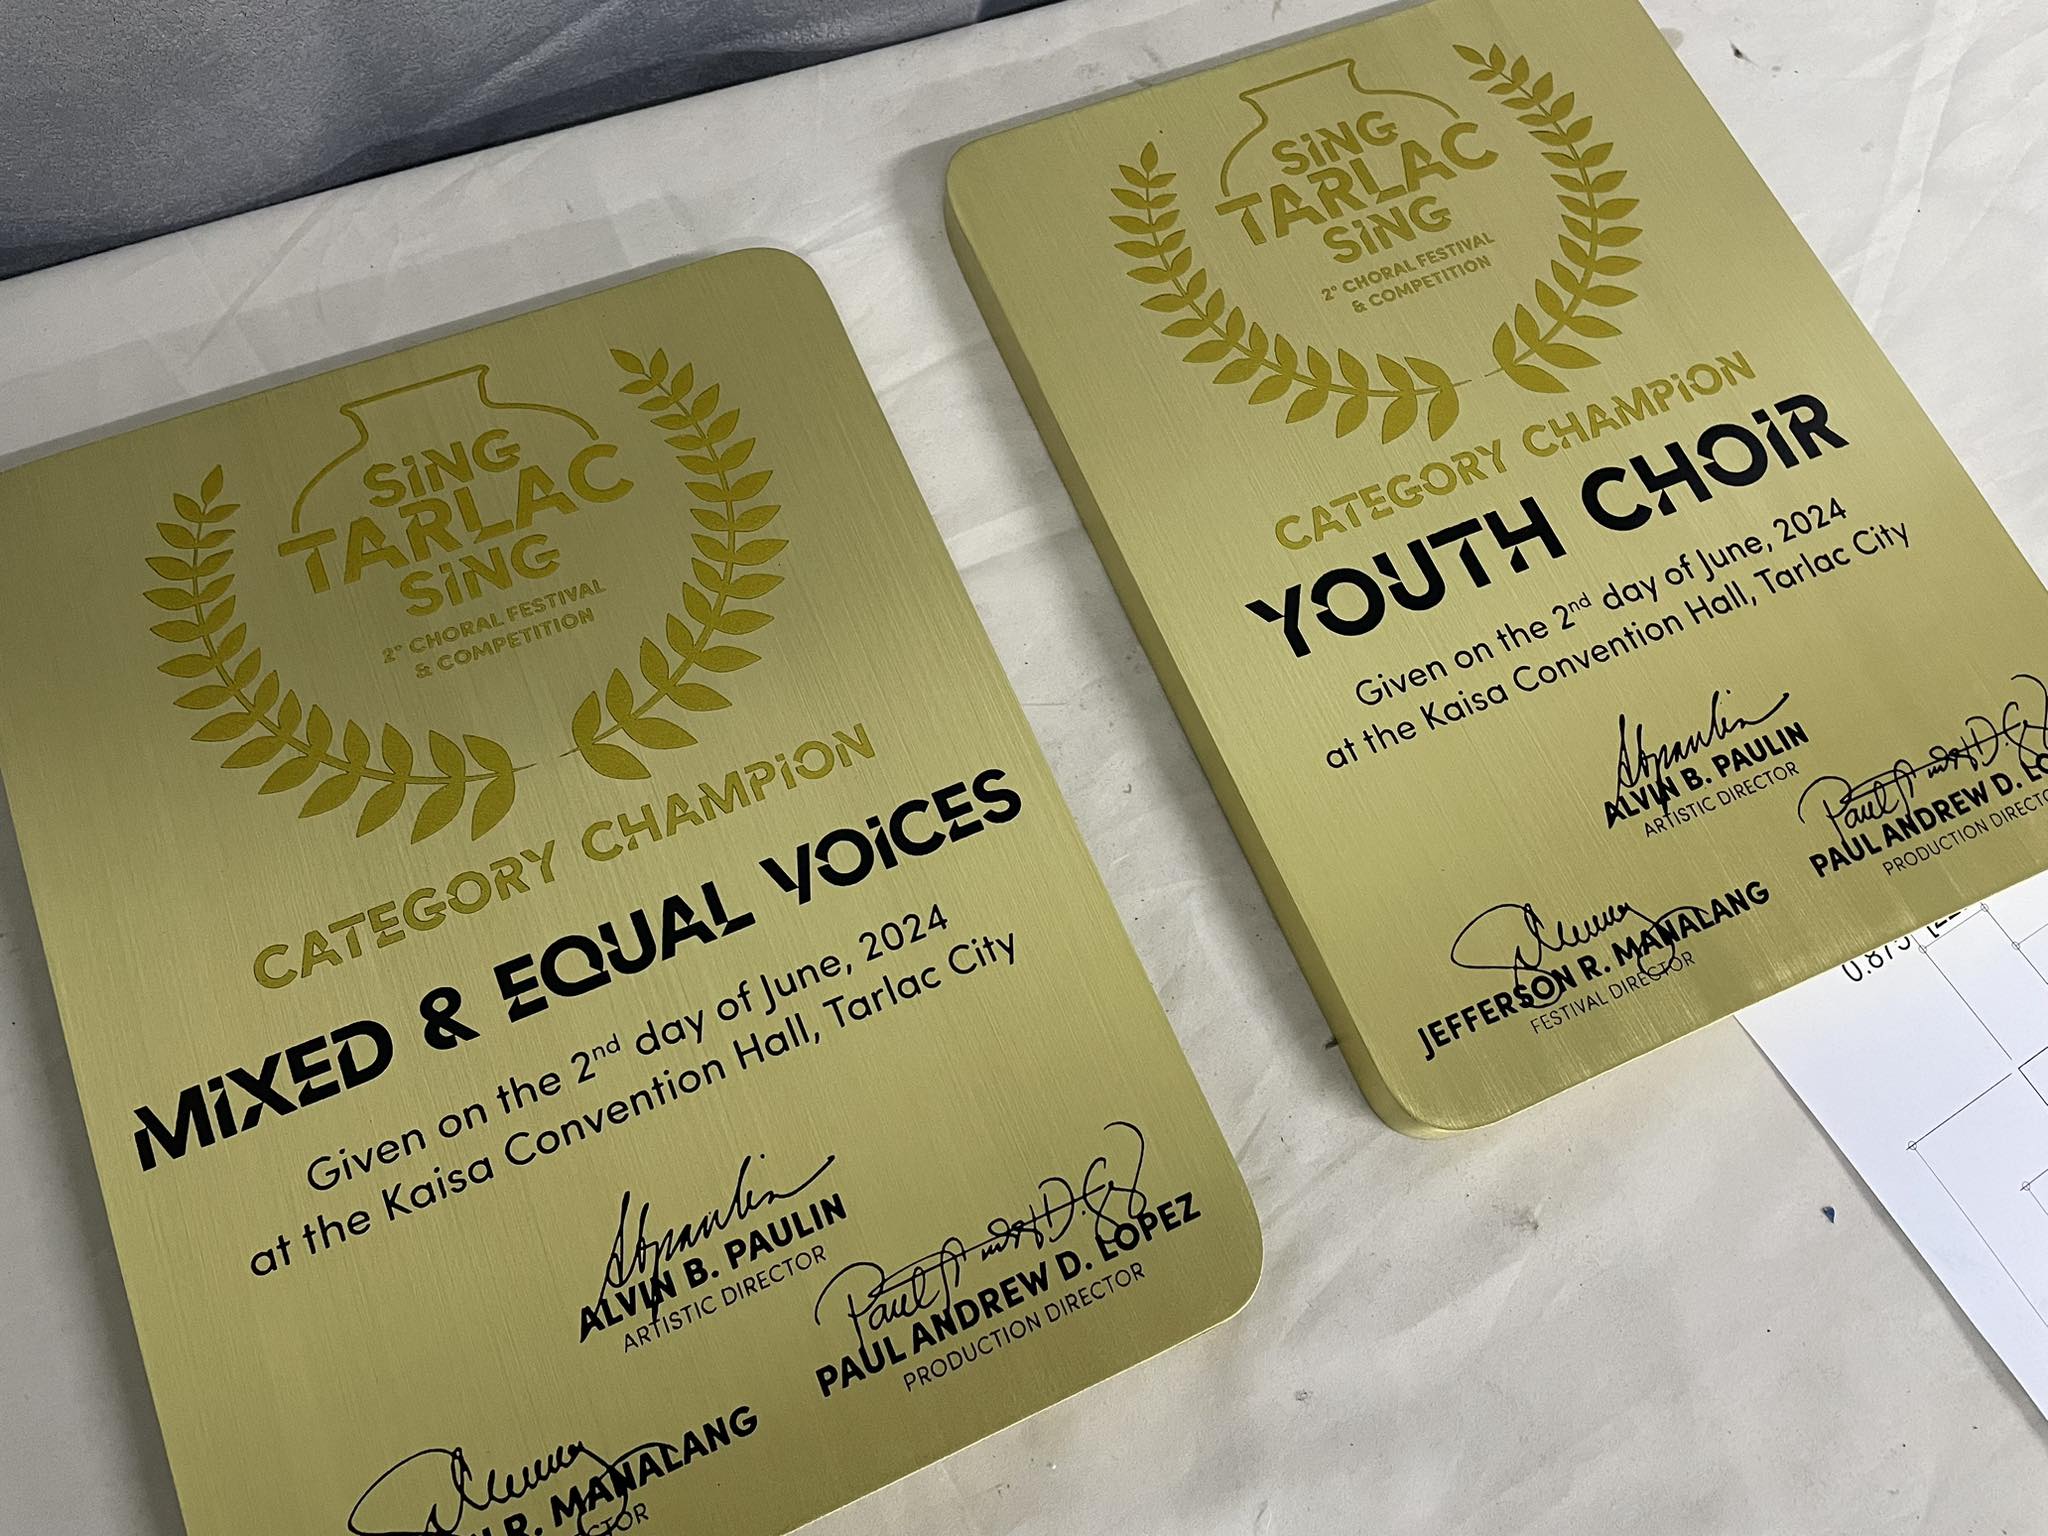 SiNG
TARLAC
SiNG
2° CHORAL FESTIVAL
& COMPETITION
CATEGORY CHAMPiON
MiXED & EQUAL VOiCES
Given on the 2nd day of June, 2024
at the Kaisa Convention Hall, Tarlac City
ALVIN B. PAULIN
ARTISTIC DIRECTOR
PAUL ANDREW D. LOPEZ
PRODUCTION DIRECTOR
R. MANALANG
SiNG
TARLAC
SiNG
2° CHORAL FESTIVAL
& COMPETITION
CATEGORY CHAMPiON
YOUTH CHOiR
Given on the 2nd day of June, 2024
at the Kaisa Convention Hall, Tarlac City
ALVIN B. PAULIN
ARTISTIC DIRECTOR
PAUL ANDREW D.
PRODUCTION
JEFFERSON R. MANALANG
FESTIVAL DIRECTOR